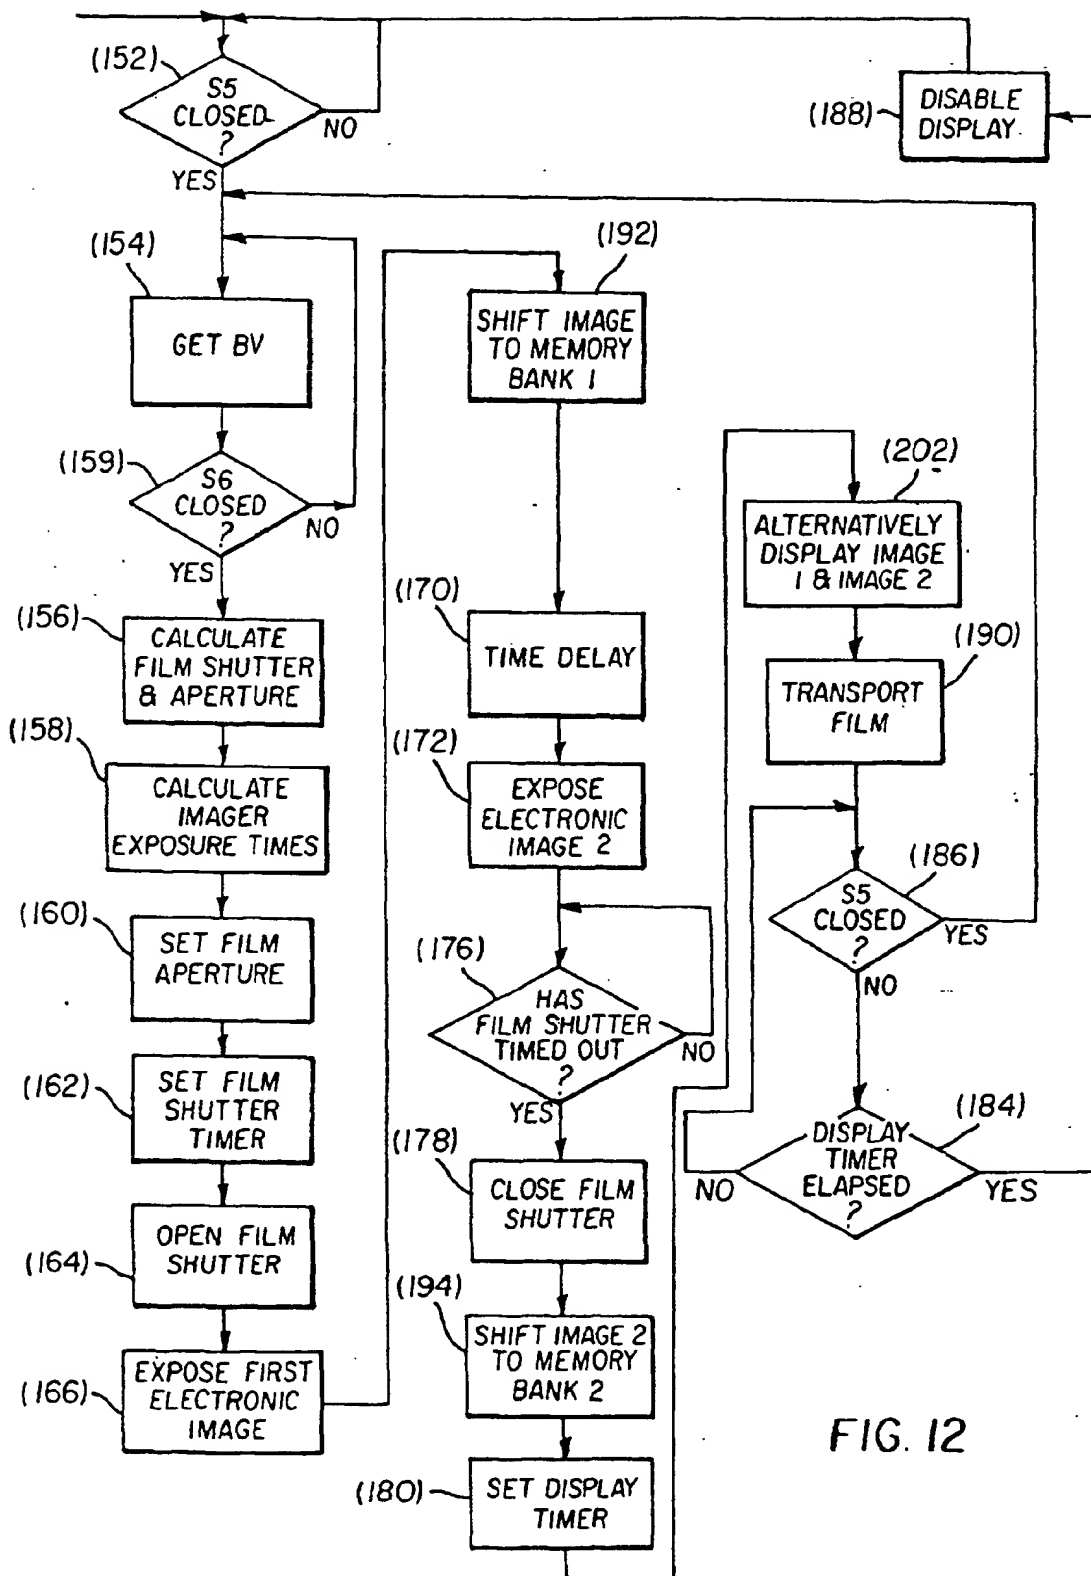 (152)
S5
CLOSED
?
NO
YES
(188)
DISABLE
DISPLAY
(154)
GET BV
(159)
S6
CLOSED
?
NO
YES
(156)
CALCULATE
FILM SHUTTER
& APERTURE
(158)
CALCULATE
IMAGER
EXPOSURE TIMES
(160)
SET FILM
APERTURE
(162)
SET FILM
SHUTTER
TIMER
(164)
OPEN FILM
SHUTTER
(166)
EXPOSE FIRST
ELECTRONIC
IMAGE
(192)
SHIFT IMAGE
TO MEMORY
BANK 1
(170)
TIME DELAY
(172)
EXPOSE
ELECTRONIC
IMAGE 2
(176)
HAS
FILM SHUTTER
TIMED OUT
?
NO
YES
(178)
CLOSE FILM
SHUTTER
(194)
SHIFT IMAGE 2
TO MEMORY
BANK 2
(180)
SET DISPLAY
TIMER
(202)
ALTERNATIVELY
DISPLAY IMAGE
1 & IMAGE 2
(190)
TRANSPORT
FILM
(186)
S5
CLOSED
?
YES
NO
(184)
DISPLAY
TIMER
ELAPSED
?
NO
YES
FIG. 12